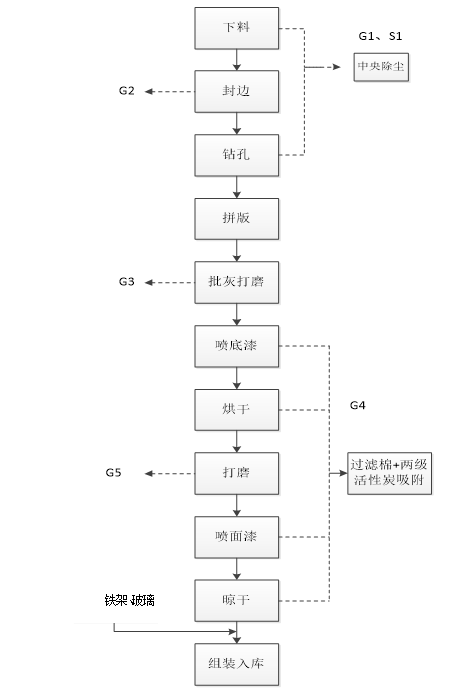 下料
G1、S1
中央除尘
G2
封边
钻孔
拼版
G3
批灰打磨
喷底漆
烘干
G4
G5
打磨
过滤棉+两级
活性炭吸附
喷面漆
铁架 玻璃
晾干
组装入库